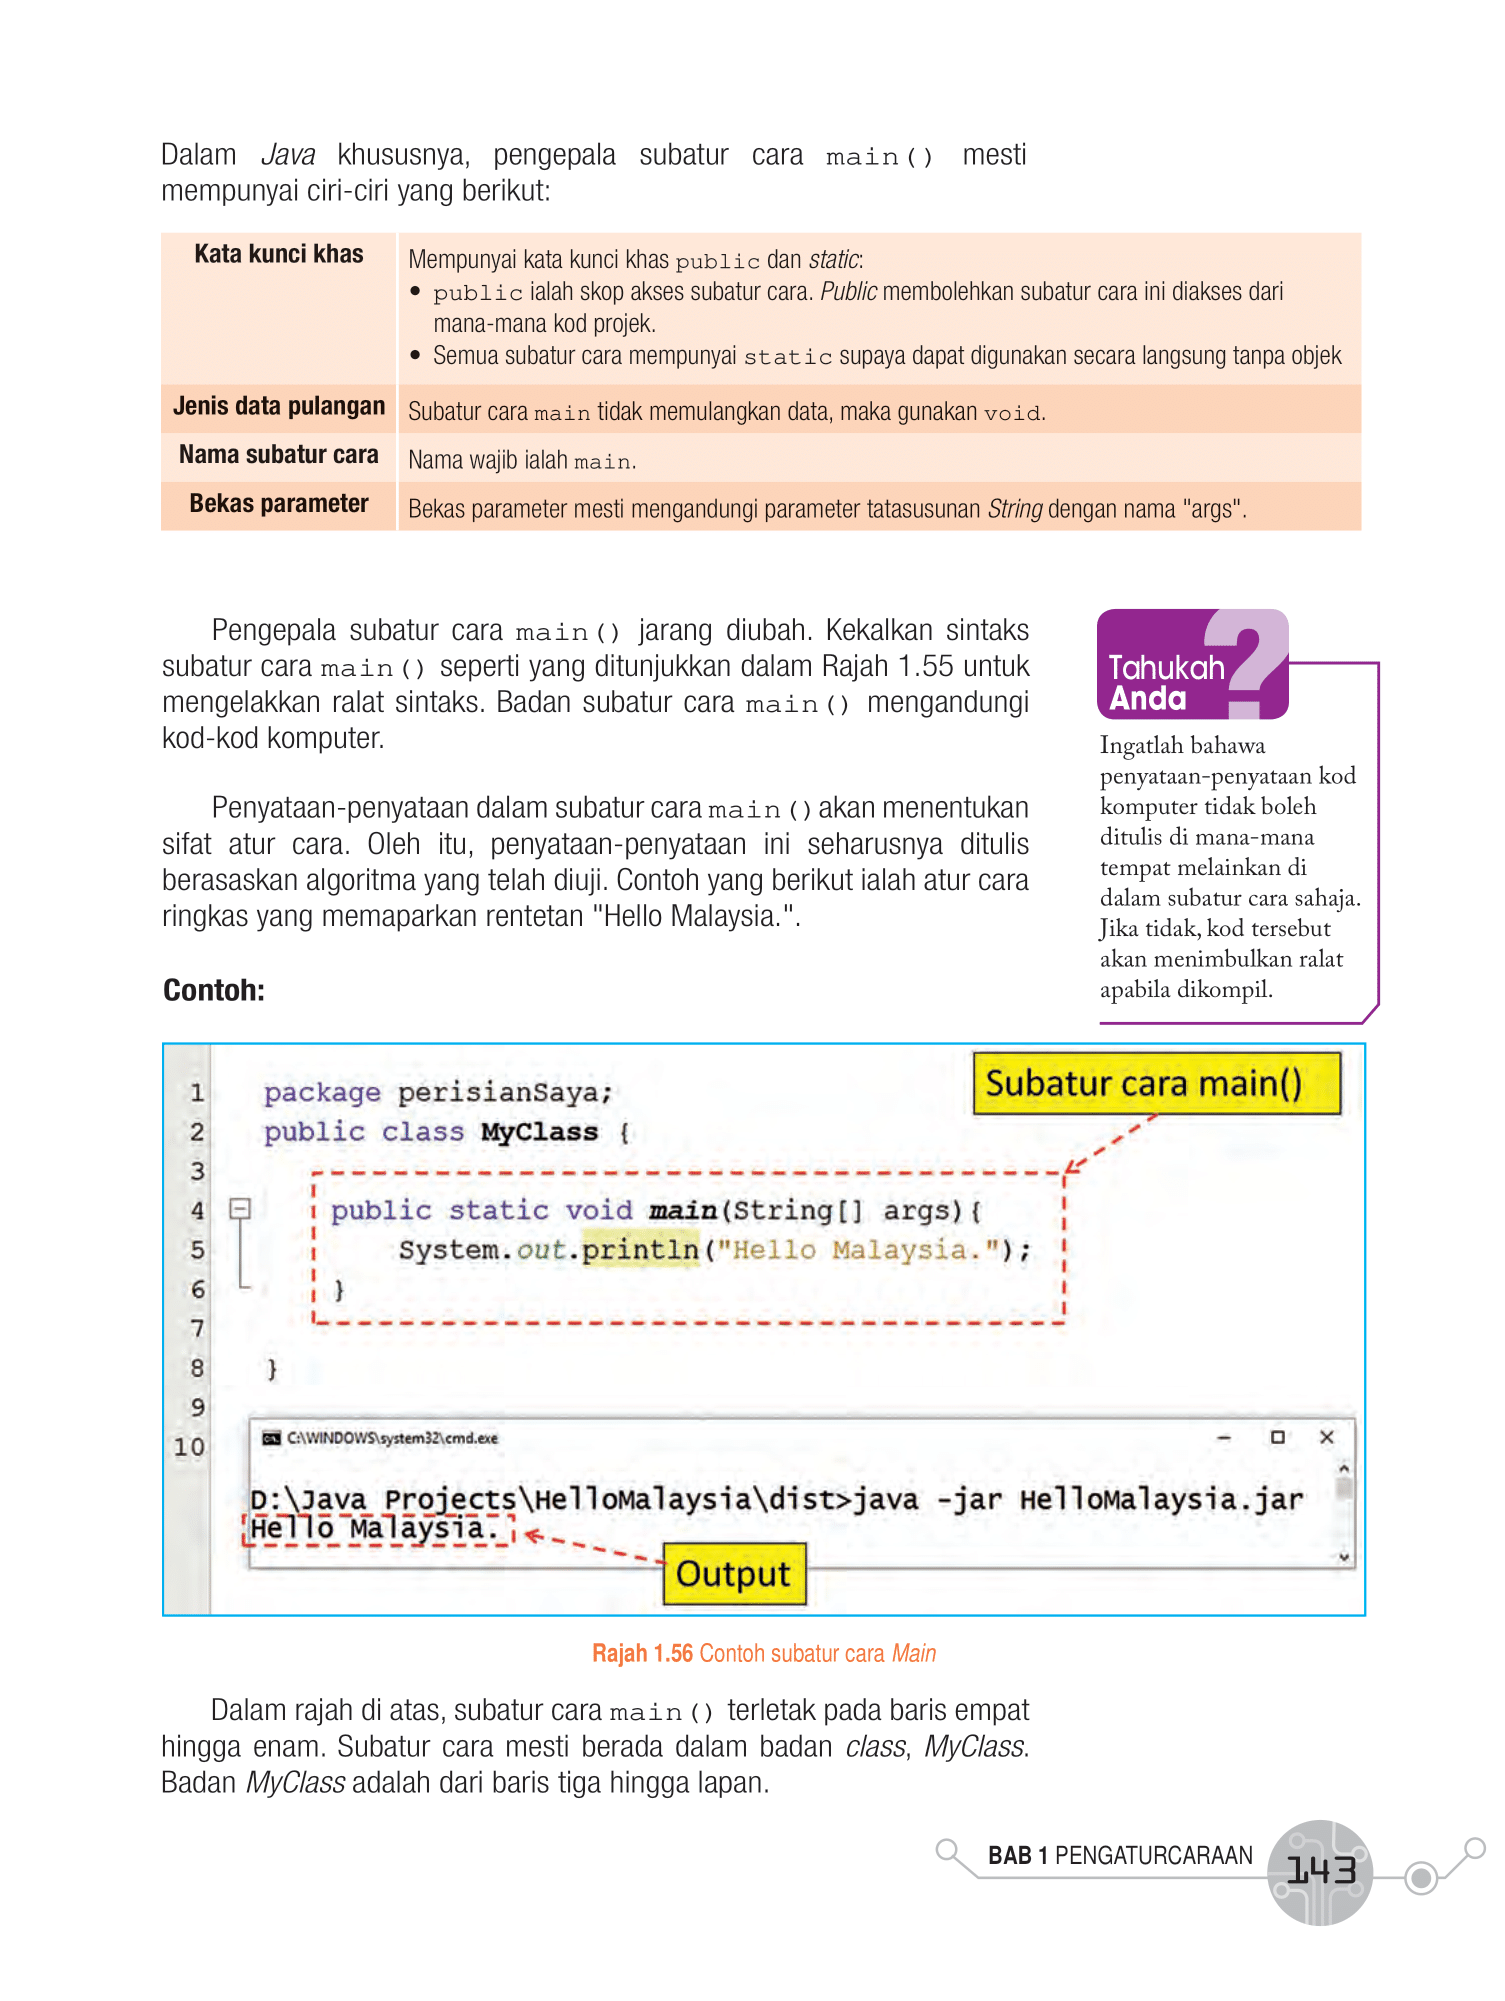 Dalam Java khususnya, pengepala subatur cara main() mesti
mempunyai ciri-ciri yang berikut:
Kata kunci khas
Mempunyai kata kunci khas public dan static:
• public ialah skop akses subatur cara. Public membolehkan subatur cara ini diakses dari
mana-mana kod projek.
• Semua subatur cara mempunyai static supaya dapat digunakan secara langsung tanpa objek
Jenis data pulangan
Subatur cara main tidak memulangkan data, maka gunakan void.
Nama subatur cara
Nama wajib ialah main.
Bekas parameter
Bekas parameter mesti mengandungi parameter tatasusunan String dengan nama "args".
Pengepala subatur cara main() jarang diubah. Kekalkan sintaks
subatur cara main() seperti yang ditunjukkan dalam Rajah 1.55 untuk
mengelakkan ralat sintaks. Badan subatur cara main() mengandungi
kod-kod komputer.
Penyataan-penyataan dalam subatur cara main() akan menentukan
sifat atur cara. Oleh itu, penyataan-penyataan ini seharusnya ditulis
berasaskan algoritma yang telah diuji. Contoh yang berikut ialah atur cara
ringkas yang memaparkan rentetan "Hello Malaysia.".
Tahukah
Anda
?
Ingatlah bahawa
penyataan-penyataan kod
komputer tidak boleh
ditulis di mana-mana
tempat melainkan di
dalam subatur cara sahaja.
Jika tidak, kod tersebut
akan menimbulkan ralat
apabila dikompil.
Contoh:
Subatur cara main()
1 package perisianSaya;
2 public class MyClass {
3
4 public static void main(String[] args){
5 System.out.println("Hello Malaysia.");
6 }
7
8 }
9
10
C:\WINDOWS\system32\cmd.exe
D:\Java Projects\HelloMalaysia\dist>java -jar HelloMalaysia.jar
Hello Malaysia.
Output
Rajah 1.56 Contoh subatur cara Main
Dalam rajah di atas, subatur cara main() terletak pada baris empat
hingga enam. Subatur cara mesti berada dalam badan class, MyClass.
Badan MyClass adalah dari baris tiga hingga lapan.
BAB 1 PENGATURCARAAN 143